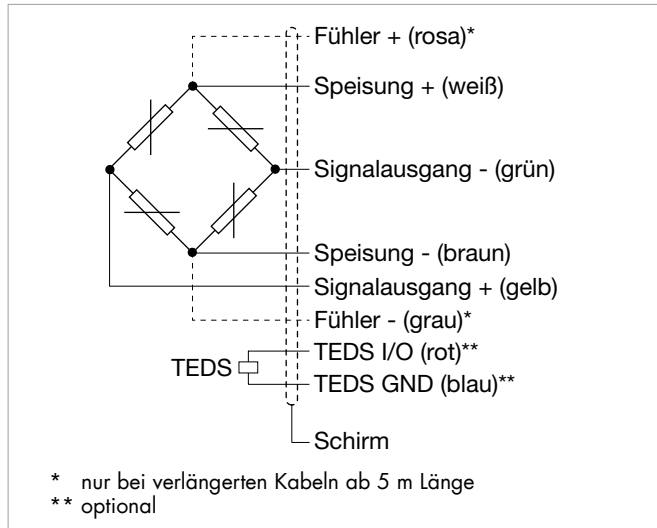 Fühler + (rosa)*
Speisung + (weiß)
Signalausgang - (grün)
Speisung - (braun)
Signalausgang + (gelb)
Fühler - (grau)*
TEDS I/O (rot)**
TEDS
TEDS GND (blau)**
Schirm
* nur bei verlängerten Kabeln ab 5 m Länge
** optional